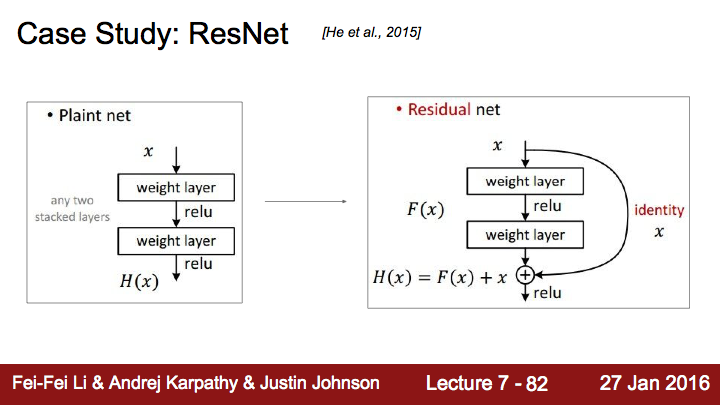 Case Study: ResNet
[He et al., 2015]
• Plaint net
x
weight layer
any two
stacked layers
relu
weight layer
relu
H(x)
• Residual net
x
weight layer
F(x)
relu
weight layer
identity
x
H(x) = F(x) + x
relu
Fei-Fei Li & Andrej Karpathy & Justin Johnson
Lecture 7 - 82
27 Jan 2016